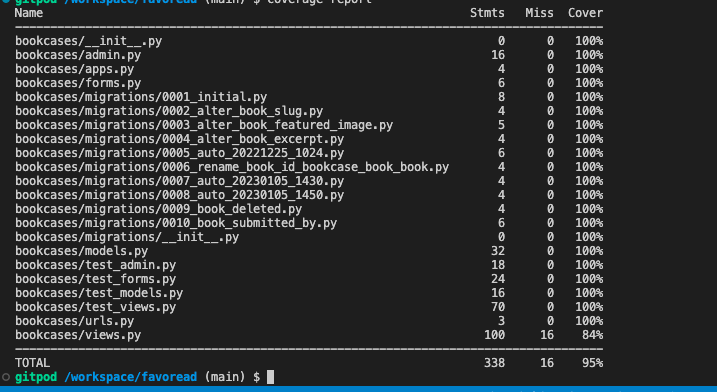 gitpod /workspace/favoread (main) $ coverage report
Name Stmts Miss Cover
bookcases/__init__.py 0 0 100%
bookcases/admin.py 16 0 100%
bookcases/apps.py 4 0 100%
bookcases/forms.py 6 0 100%
bookcases/migrations/0001_initial.py 8 0 100%
bookcases/migrations/0002_alter_book_slug.py 4 0 100%
bookcases/migrations/0003_alter_book_featured_image.py 5 0 100%
bookcases/migrations/0004_alter_book_excerpt.py 4 0 100%
bookcases/migrations/0005_auto_20221225_1024.py 6 0 100%
bookcases/migrations/0006_rename_book_id_bookcase_book_book.py 4 0 100%
bookcases/migrations/0007_auto_20230105_1430.py 4 0 100%
bookcases/migrations/0008_auto_20230105_1450.py 4 0 100%
bookcases/migrations/0009_book_deleted.py 4 0 100%
bookcases/migrations/0010_book_submitted_by.py 6 0 100%
bookcases/migrations/__init__.py 0 0 100%
bookcases/models.py 32 0 100%
bookcases/test_admin.py 18 0 100%
bookcases/test_forms.py 24 0 100%
bookcases/test_models.py 16 0 100%
bookcases/test_views.py 70 0 100%
bookcases/urls.py 3 0 100%
bookcases/views.py 100 16 84%
TOTAL 338 16 95%
gitpod /workspace/favoread (main) $